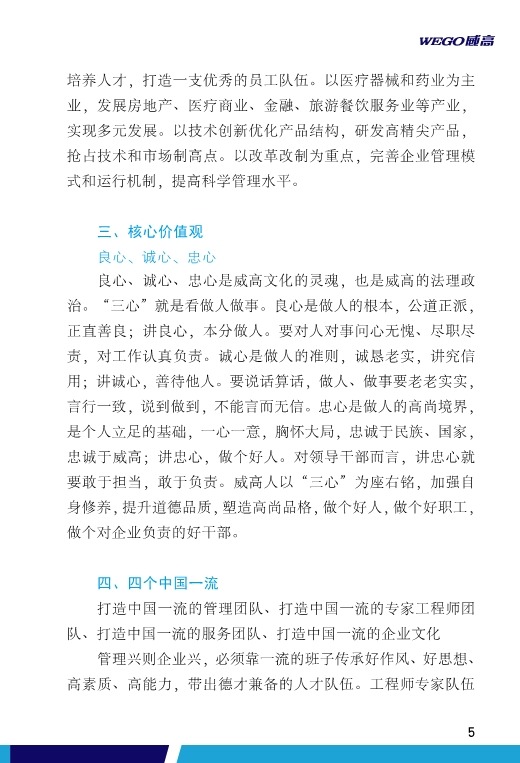 WEGO威高
培养人才，打造一支优秀的员工队伍。以医疗器械和药业为主
业，发展房地产、医疗商业、金融、旅游餐饮服务业等产业，
实现多元发展。以技术创新优化产品结构，研发高精尖产品，
抢占技术和市场制高点。以改革改制为重点，完善企业管理模
式和运行机制，提高科学管理水平。
三、核心价值观
良心、诚心、忠心
良心、诚心、忠心是威高文化的灵魂，也是威高的法理政
治。“三心”就是看做人做事。良心是做人的根本，公道正派，
正直善良；讲良心，本分做人。要对人对事问心无愧、尽职尽
责，对工作认真负责。诚心是做人的准则，诚恳老实，讲究信
用；讲诚心，善待他人。要说话算话，做人、做事要老老实实，
言行一致，说到做到，不能言而无信。忠心是做人的高尚境界，
是个人立足的基础，一心一意，胸怀大局，忠诚于民族、国家，
忠诚于威高；讲忠心，做个好人。对领导干部而言，讲忠心就
要敢于担当，敢于负责。威高人以“三心”为座右铭，加强自
身修养，提升道德品质，塑造高尚品格，做个好人，做个好职工，
做个对企业负责的好干部。
四、四个中国一流
打造中国一流的管理团队、打造中国一流的专家工程师团
队、打造中国一流的服务团队、打造中国一流的企业文化
管理兴则企业兴，必须靠一流的班子传承好作风、好思想、
高素质、高能力，带出德才兼备的人才队伍。工程师专家队伍
5